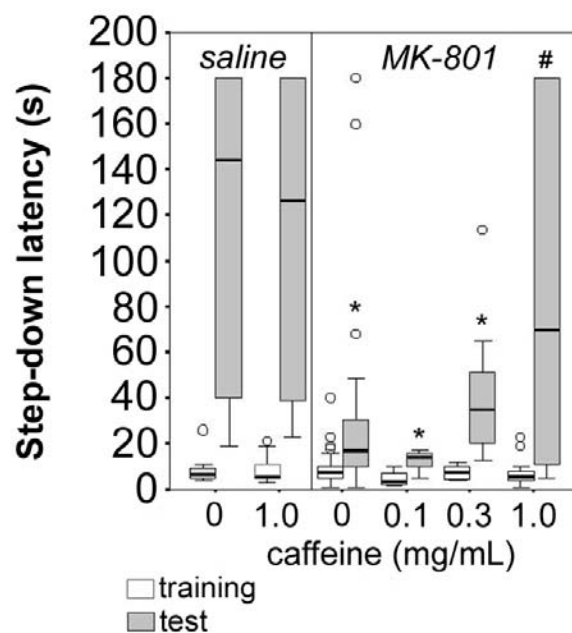 saline MK-801 #
Step-down latency (s)
200
180
160
140
120
100
80
60
40
20
0
*
*
*
0 1.0 0 0.1 0.3 1.0
caffeine (mg/mL)
training
test